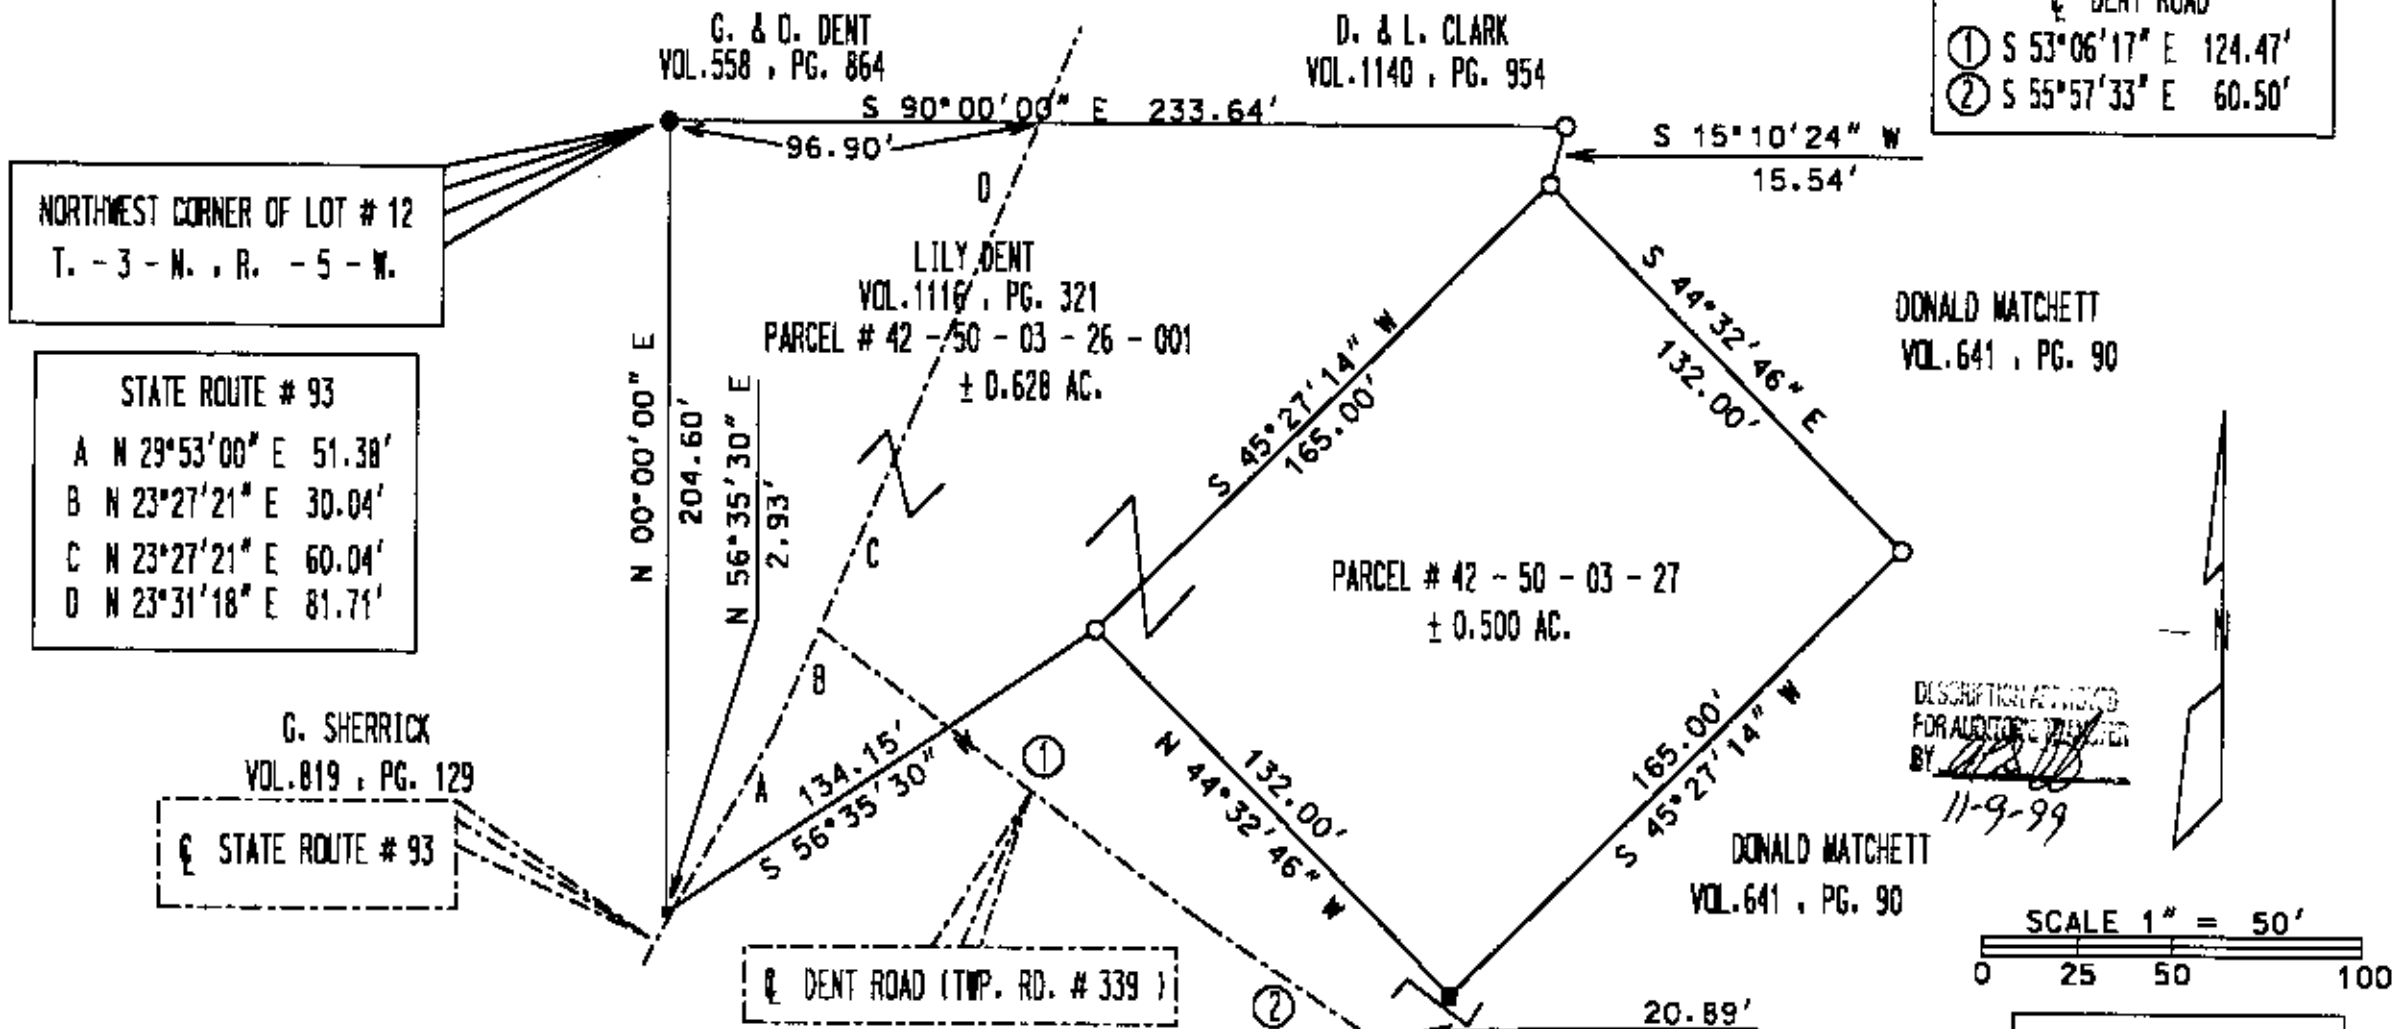 G. & D. DENT
VOL.558 , PG. 864
D. & L. CLARK
VOL.1140 , PG. 954
℄ DENT ROAD
① S 53°06'17" E 124.47'
② S 55°57'33" E 60.50'
S 90°00'00" E 233.64'
96.90'
S 15°10'24" W
15.54'
NORTHWEST CORNER OF LOT # 12
T. - 3 - N. , R. - 5 - W.
D
LILY DENT
VOL.1116 , PG. 321
PARCEL # 42 - 50 - 03 - 26 - 001
± 0.628 AC.
S 44°32'46" E
132.00'
DONALD MATCHETT
VOL.641 , PG. 90
STATE ROUTE # 93
A N 29°53'00" E 51.38'
B N 23°27'21" E 30.04'
C N 23°27'21" E 60.04'
D N 23°31'18" E 81.71'
N 00°00'00" E
204.60'
N 56°35'30" E
2.93'
S 45°27'14" W
165.00'
C
PARCEL # 42 - 50 - 03 - 27
± 0.500 AC.
N
B
G. SHERRICK
VOL.819 , PG. 129
℄ STATE ROUTE # 93
A
134.15'
S 56°35'30" W
①
132.00'
N 44°32'46" W
165.00'
S 45°27'14" W
DESCRIPTION APPROVED
FOR AUDITOR'S TRANSFER
BY
11-9-99
DONALD MATCHETT
VOL.641 , PG. 90
℄ DENT ROAD (TWP. RD. # 339 )
②
20.89'
SCALE 1" = 50'
0 25 50 100